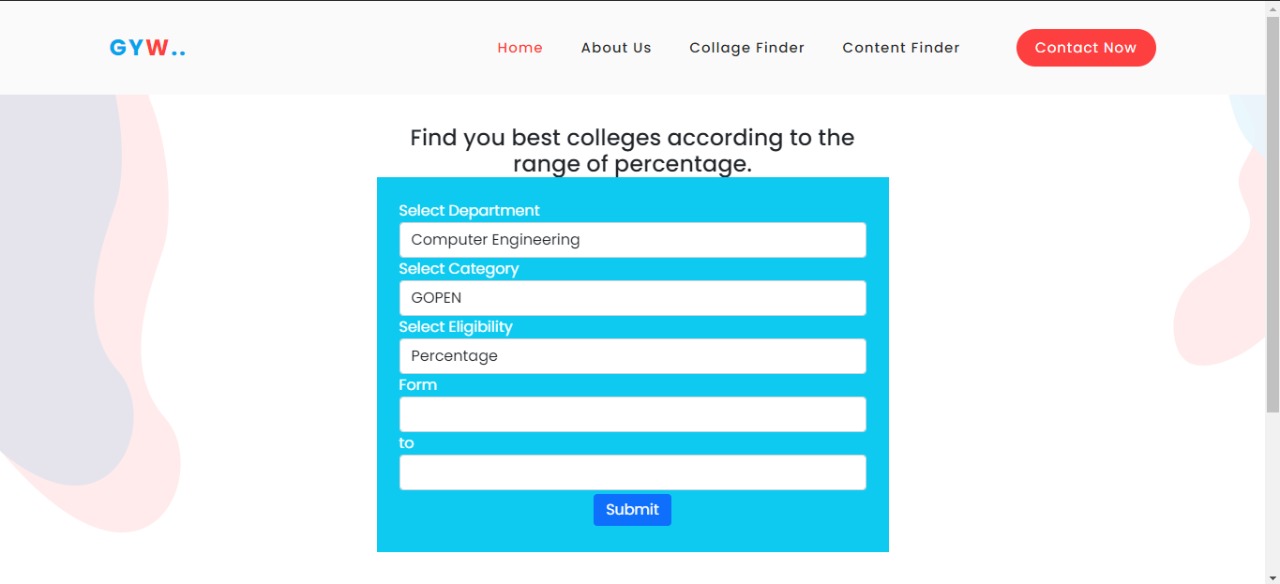 GYW..
Home About Us Collage Finder Content Finder Contact Now
Find you best colleges according to the
range of percentage.
Select Department
Computer Engineering
Select Category
GOPEN
Select Eligibility
Percentage
Form
to
Submit